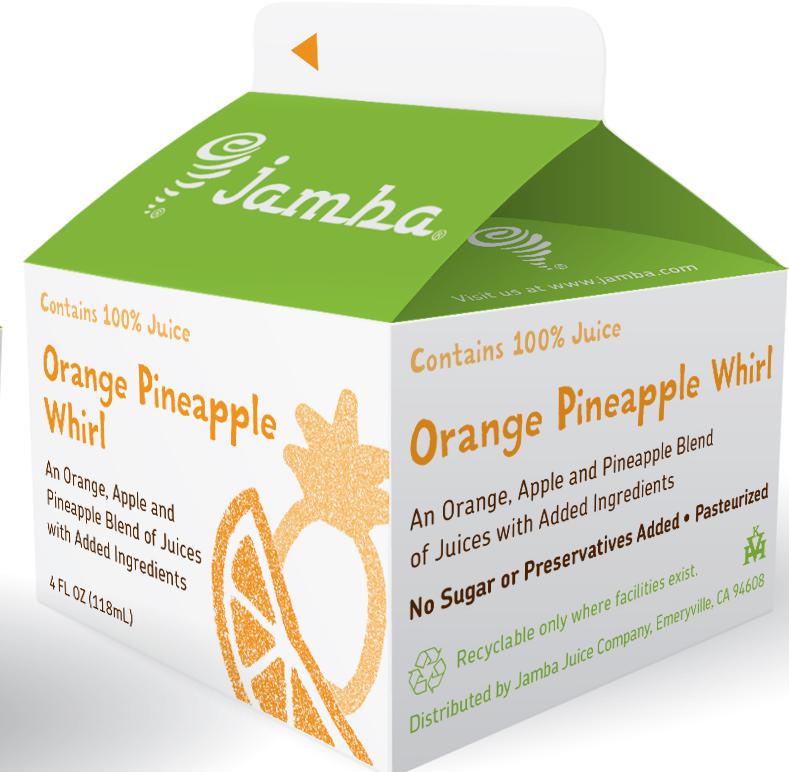 jamba®
®
Visit us at www.jamba.com
Contains 100% Juice
Orange Pineapple
Whirl
An Orange, Apple and
Pineapple Blend of Juices
with Added Ingredients
4 FL OZ (118mL)
Contains 100% Juice
Orange Pineapple Whirl
An Orange, Apple and Pineapple Blend
of Juices with Added Ingredients
No Sugar or Preservatives Added • Pasteurized
Recyclable only where facilities exist.
Distributed by Jamba Juice Company, Emeryville, CA 94608